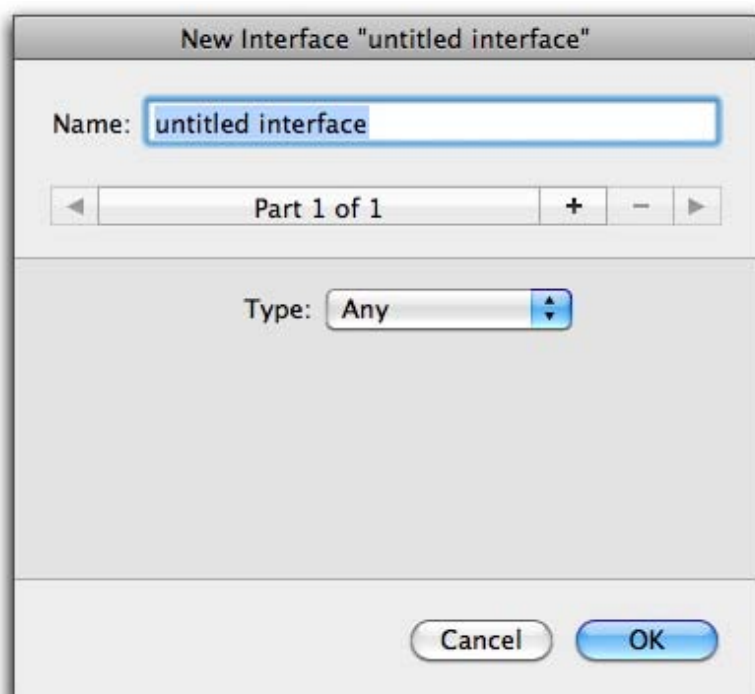 New Interface "untitled interface"
Name: untitled interface
Part 1 of 1 + −
Type: Any
Cancel OK